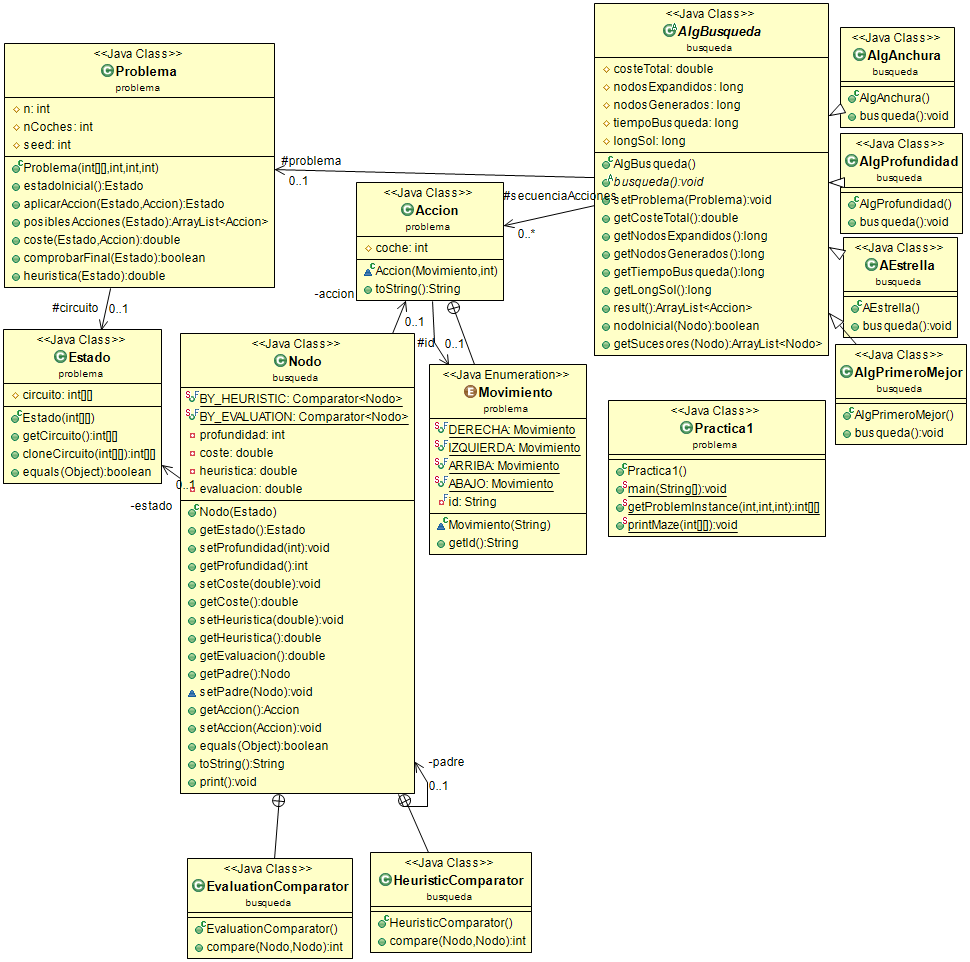 <<Java Class>>
Problema
problema
n: int
nCoches: int
seed: int
Problema(int[][],int,int,int)
estadoInicial():Estado
aplicarAccion(Estado,Accion):Estado
posiblesAcciones(Estado):ArrayList<Accion>
coste(Estado,Accion):double
comprobarFinal(Estado):boolean
heuristica(Estado):double
#problema
0..1
#circuito
0..1
<<Java Class>>
Estado
problema
circuito: int[][]
Estado(int[][])
getCircuito():int[][]
cloneCircuito(int[][]):int[][]
equals(Object):boolean
0..1
-estado
<<Java Class>>
Accion
problema
coche: int
Accion(Movimiento,int)
toString():String
#secuenciaAcciones
0..*
-accion
0..1
#id
0..1
<<Java Class>>
AlgBusqueda
busqueda
costeTotal: double
nodosExpandidos: long
nodosGenerados: long
tiempoBusqueda: long
longSol: long
AlgBusqueda()
busqueda():void
setProblema(Problema):void
getCosteTotal():double
getNodosExpandidos():long
getNodosGenerados():long
getTiempoBusqueda():long
getLongSol():long
result():ArrayList<Accion>
nodoInicial(Nodo):boolean
getSucesores(Nodo):ArrayList<Nodo>
<<Java Class>>
AlgAnchura
busqueda
AlgAnchura()
busqueda():void
<<Java Class>>
AlgProfundidad
busqueda
AlgProfundidad()
busqueda():void
<<Java Class>>
AEstrella
busqueda
AEstrella()
busqueda():void
<<Java Class>>
AlgPrimeroMejor
busqueda
AlgPrimeroMejor()
busqueda():void
<<Java Class>>
Nodo
busqueda
BY_HEURISTIC: Comparator<Nodo>
BY_EVALUATION: Comparator<Nodo>
profundidad: int
coste: double
heuristica: double
evaluacion: double
Nodo(Estado)
getEstado():Estado
setProfundidad(int):void
getProfundidad():int
setCoste(double):void
getCoste():double
setHeuristica(double):void
getHeuristica():double
getEvaluacion():double
getPadre():Nodo
setPadre(Nodo):void
getAccion():Accion
setAccion(Accion):void
equals(Object):boolean
toString():String
print():void
-padre
0..1
<<Java Enumeration>>
Movimiento
problema
DERECHA: Movimiento
IZQUIERDA: Movimiento
ARRIBA: Movimiento
ABAJO: Movimiento
id: String
Movimiento(String)
getId():String
<<Java Class>>
Practica1
problema
Practica1()
main(String[]):void
getProblemInstance(int,int,int):int[][]
printMaze(int[][]):void
<<Java Class>>
EvaluationComparator
busqueda
EvaluationComparator()
compare(Nodo,Nodo):int
<<Java Class>>
HeuristicComparator
busqueda
HeuristicComparator()
compare(Nodo,Nodo):int